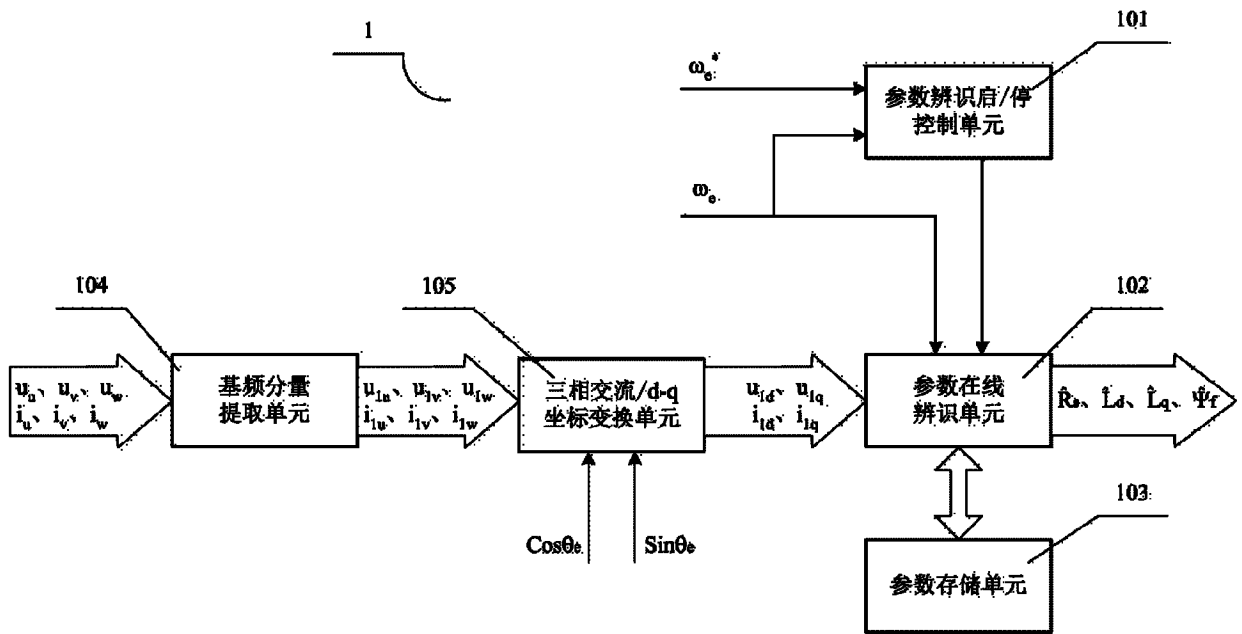 1
101
ωe*
参数辨识启/停
控制单元
ωe
104
105
102
uu、uv、uw
iu、iv、iw
基频分量
提取单元
u1u、u1v、u1w
i1u、i1v、i1w
三相交流/d-q
坐标变换单元
u1d、u1q
i1d、i1q
参数在线
辨识单元
R̂s、L̂d、L̂q、Ψ̂f
103
Cosθe
Sinθe
参数存储单元